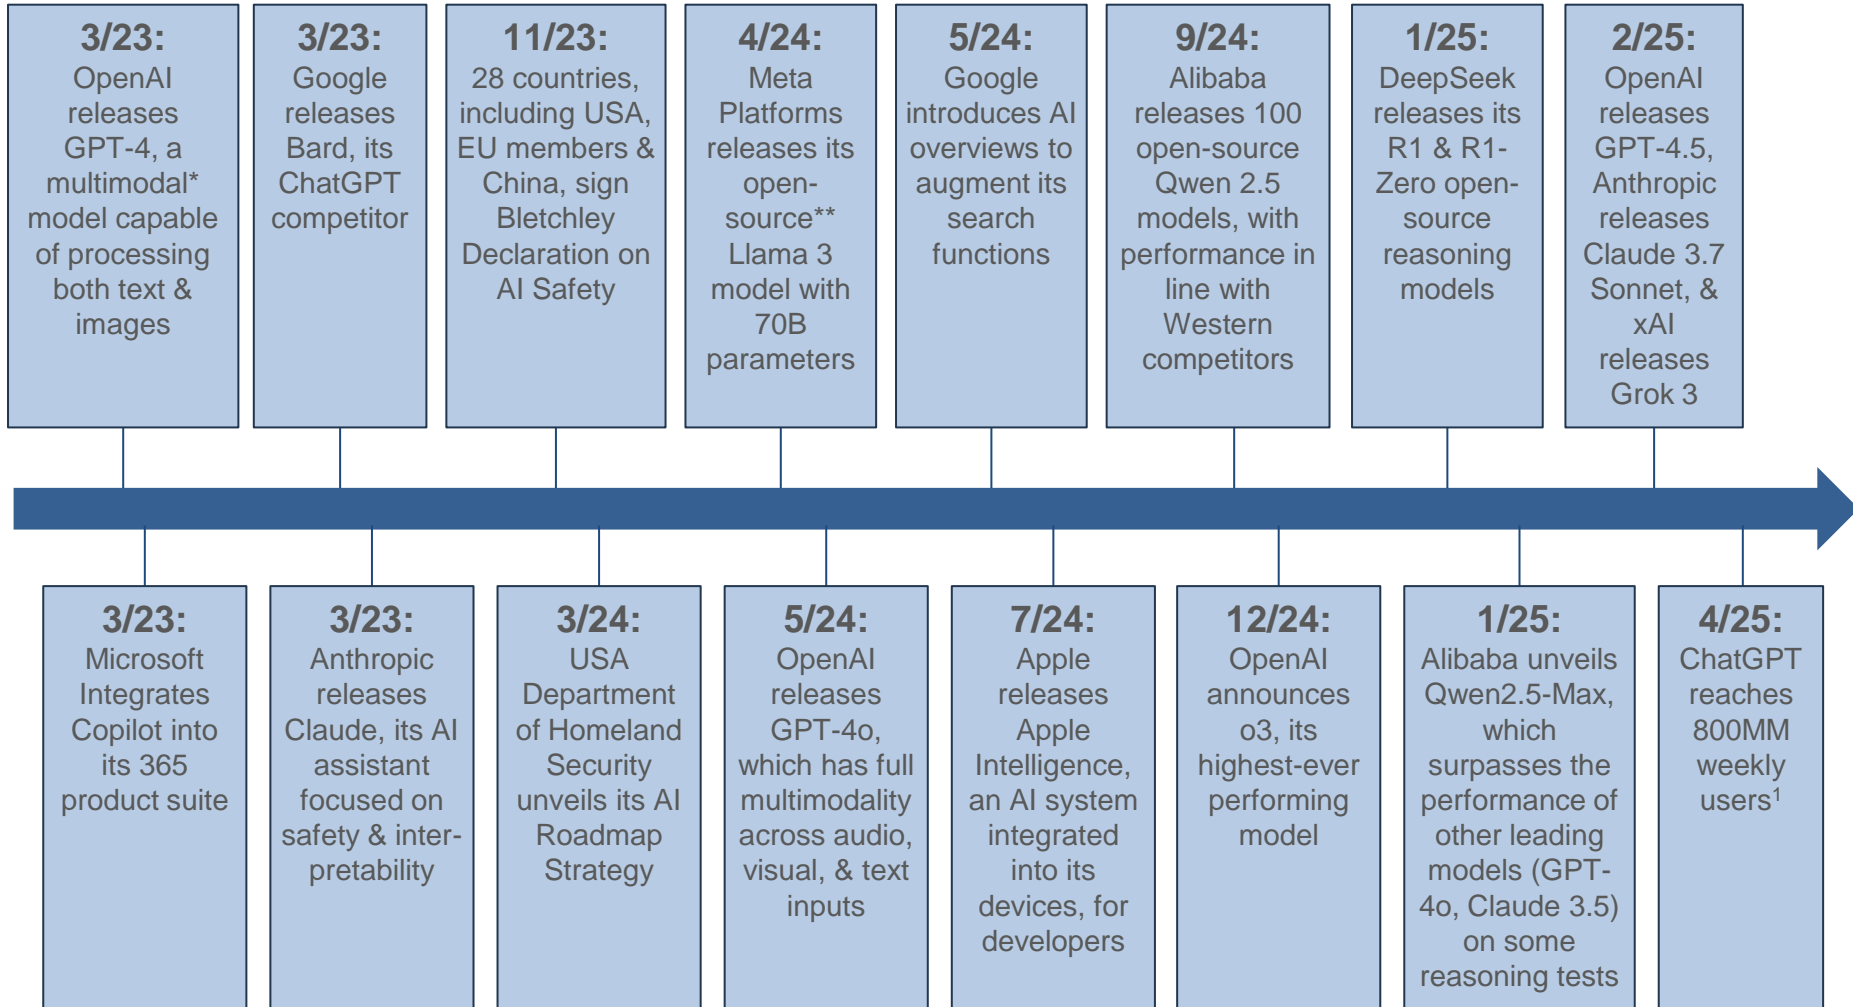 3/23:
OpenAI
releases
GPT-4, a
multimodal*
model capable
of processing
both text &
images
3/23:
Google
releases
Bard, its
ChatGPT
competitor
11/23:
28 countries,
including USA,
EU members &
China, sign
Bletchley
Declaration on
AI Safety
4/24:
Meta
Platforms
releases its
open-
source**
Llama 3
model with
70B
parameters
5/24:
Google
introduces AI
overviews to
augment its
search
functions
9/24:
Alibaba
releases 100
open-source
Qwen 2.5
models, with
performance in
line with
Western
competitors
1/25:
DeepSeek
releases its
R1 & R1-
Zero open-
source
reasoning
models
2/25:
OpenAI
releases
GPT-4.5,
Anthropic
releases
Claude 3.7
Sonnet, &
xAI
releases
Grok 3
3/23:
Microsoft
Integrates
Copilot into
its 365
product suite
3/23:
Anthropic
releases
Claude, its AI
assistant
focused on
safety & inter-
pretability
3/24:
USA
Department
of Homeland
Security
unveils its AI
Roadmap
Strategy
5/24:
OpenAI
releases
GPT-4o,
which has full
multimodality
across audio,
visual, & text
inputs
7/24:
Apple
releases
Apple
Intelligence,
an AI system
integrated
into its
devices, for
developers
12/24:
OpenAI
announces
o3, its
highest-ever
performing
model
1/25:
Alibaba unveils
Qwen2.5-Max,
which
surpasses the
performance of
other leading
models (GPT-
4o, Claude 3.5)
on some
reasoning tests
4/25:
ChatGPT
reaches
800MM
weekly
users¹